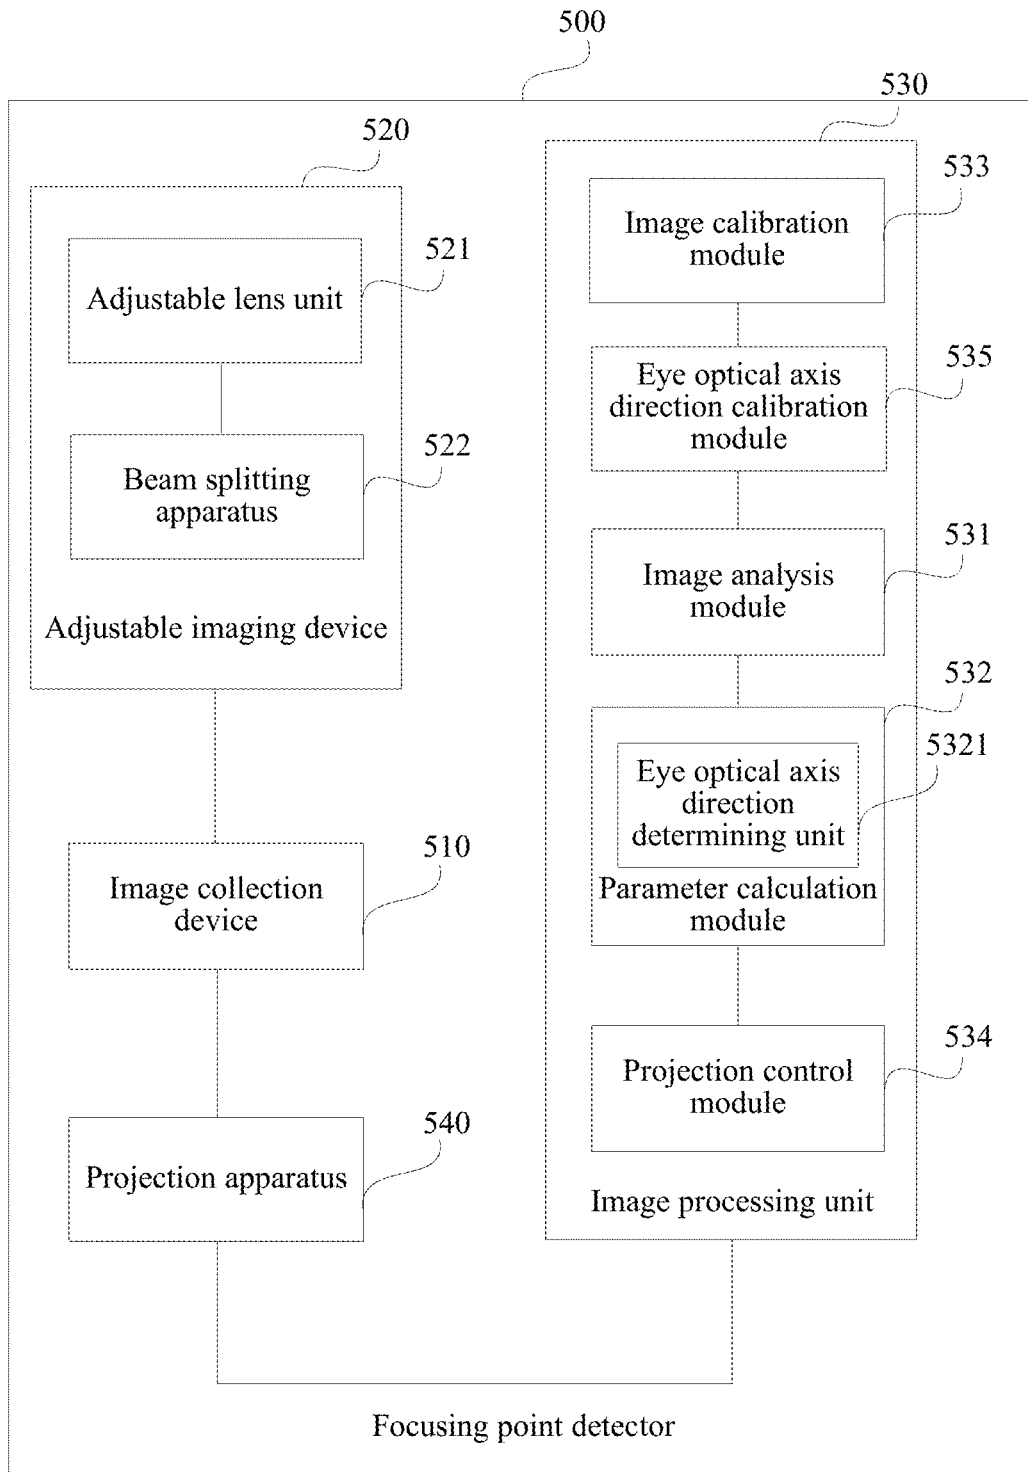 500
530
520
533
Image calibration
module
521
Adjustable lens unit
535
Eye optical axis
direction calibration
module
522
Beam splitting
apparatus
531
Image analysis
module
Adjustable imaging device
532
5321
Eye optical axis
direction
determining unit
Parameter calculation
module
510
Image collection
device
534
Projection control
module
540
Projection apparatus
Image processing unit
Focusing point detector